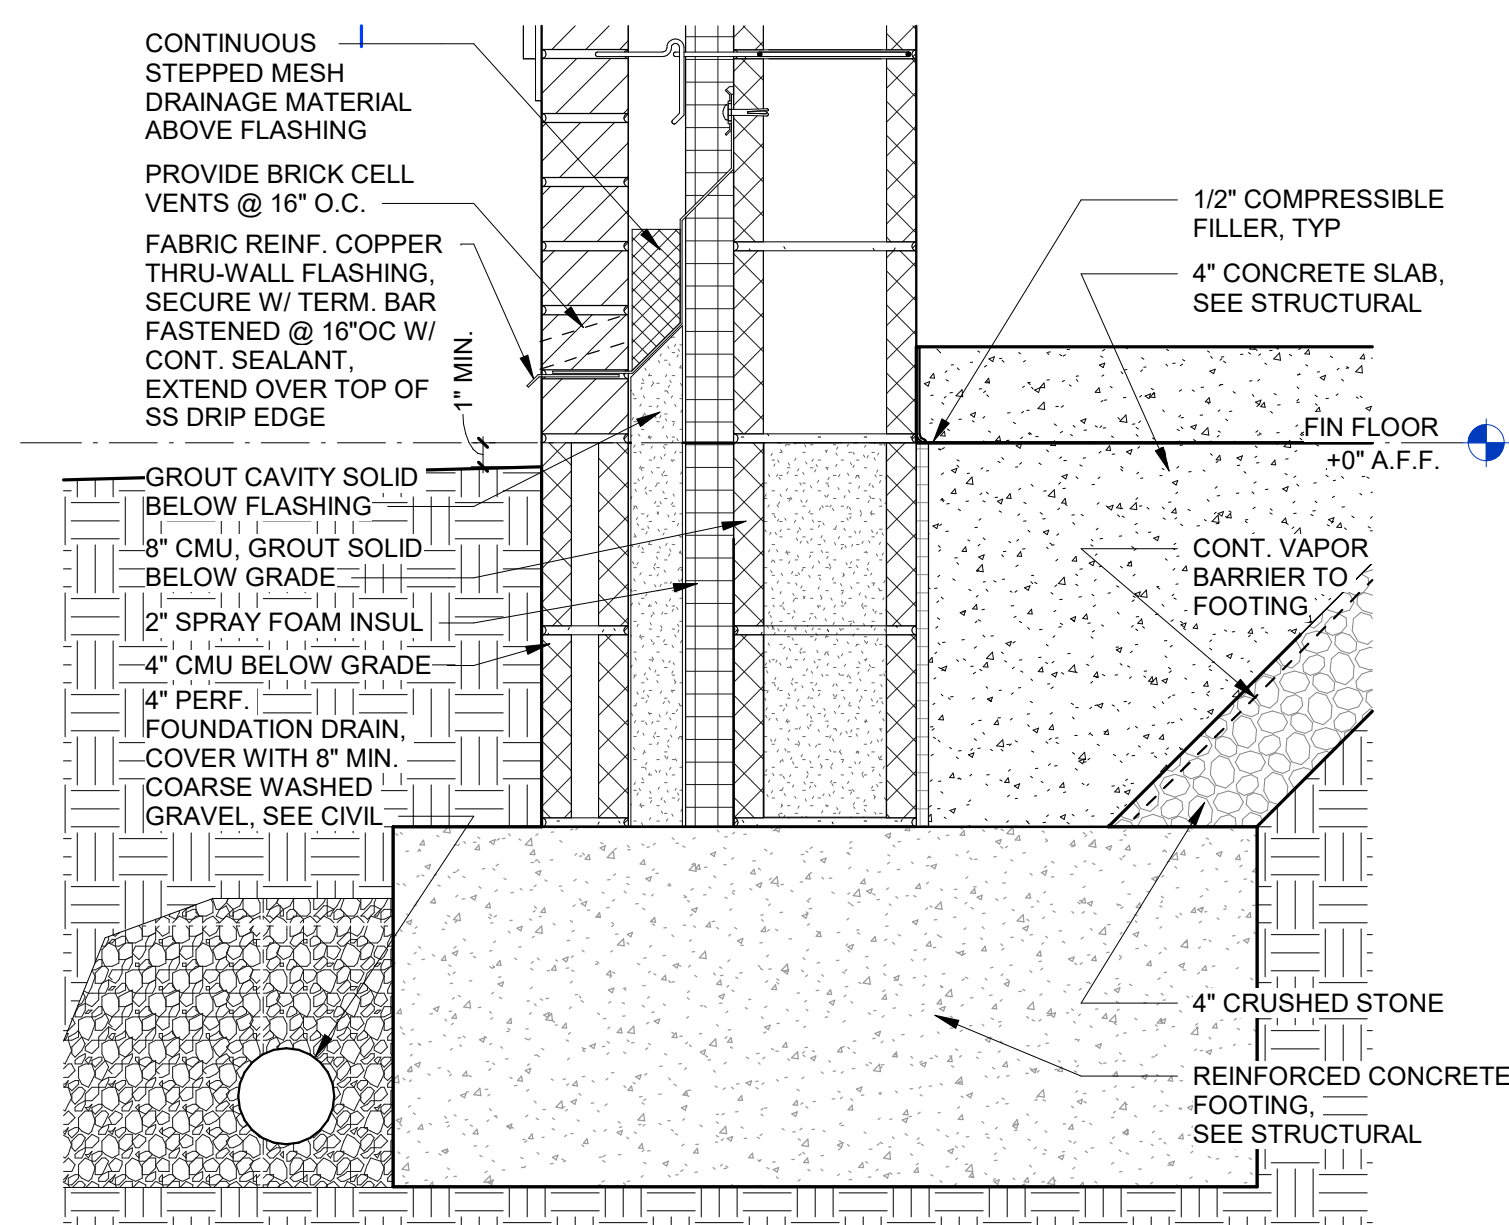 CONTINUOUS
STEPPED MESH
DRAINAGE MATERIAL
ABOVE FLASHING
PROVIDE BRICK CELL
VENTS @ 16" O.C.
FABRIC REINF. COPPER
THRU-WALL FLASHING,
SECURE W/ TERM. BAR
FASTENED @ 16"OC W/
CONT. SEALANT,
EXTEND OVER TOP OF
SS DRIP EDGE
1" MIN.
GROUT CAVITY SOLID
BELOW FLASHING
8" CMU, GROUT SOLID
BELOW GRADE
2" SPRAY FOAM INSUL
4" CMU BELOW GRADE
4" PERF.
FOUNDATION DRAIN,
COVER WITH 8" MIN.
COARSE WASHED
GRAVEL, SEE CIVIL
1/2" COMPRESSIBLE
FILLER, TYP
4" CONCRETE SLAB,
SEE STRUCTURAL
FIN FLOOR
+0" A.F.F.
CONT. VAPOR
BARRIER TO
FOOTING
4" CRUSHED STONE
REINFORCED CONCRETE
FOOTING,
SEE STRUCTURAL